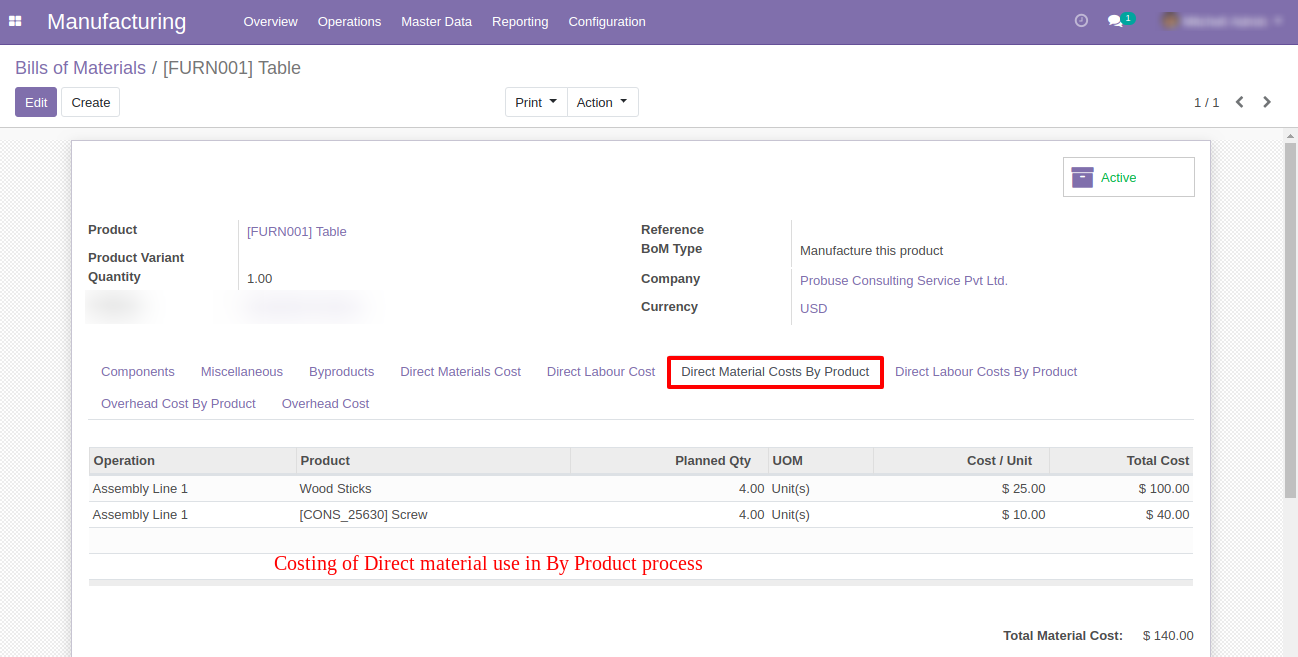 Manufacturing Overview Operations Master Data Reporting Configuration 1
Bills of Materials / [FURN001] Table
Edit Create Print Action 1 / 1
Active
Product [FURN001] Table Reference
Product Variant BoM Type Manufacture this product
Quantity 1.00 Company Probuse Consulting Service Pvt Ltd.
Currency USD
Components Miscellaneous Byproducts Direct Materials Cost Direct Labour Cost Direct Material Costs By Product Direct Labour Costs By Product
Overhead Cost By Product Overhead Cost
Operation Product Planned Qty UOM Cost / Unit Total Cost
Assembly Line 1 Wood Sticks 4.00 Unit(s) $ 25.00 $ 100.00
Assembly Line 1 [CONS_25630] Screw 4.00 Unit(s) $ 10.00 $ 40.00
Costing of Direct material use in By Product process
Total Material Cost: $ 140.00